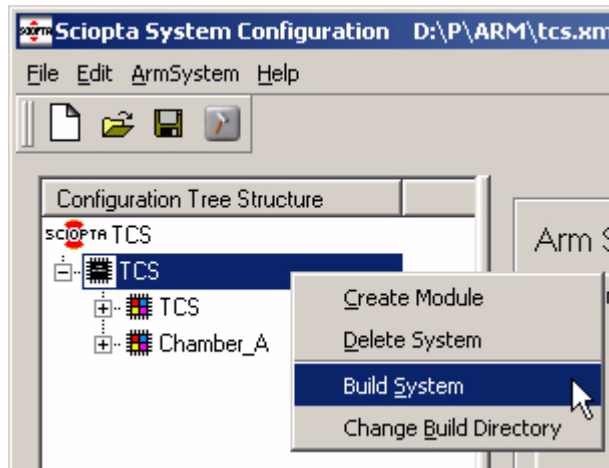 Sciopta System Configuration D:\P\ARM\tcs.xm
File Edit ArmSystem Help
Configuration Tree Structure
SCIOPTA TCS
TCS
TCS
Chamber_A
Arm
Create Module
Delete System
Build System
Change Build Directory